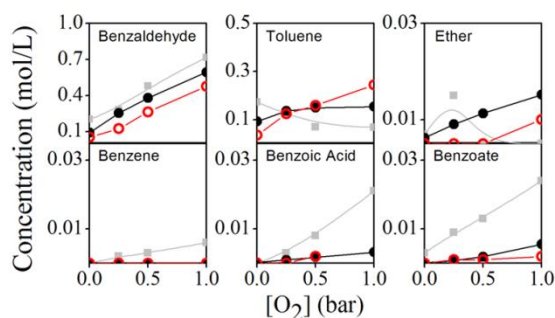 Concentration (mol/L)
Benzaldehyde Toluene Ether
1.0 0.5 0.03
0.7
0.4 0.3 0.01
0.1 0.1
Benzene Benzoic Acid Benzoate
0.03 0.03 0.03
0.01 0.01 0.01
0.0 0.5 1.0 0.0 0.5 1.0 0.0 0.5 1.0
[O₂] (bar)